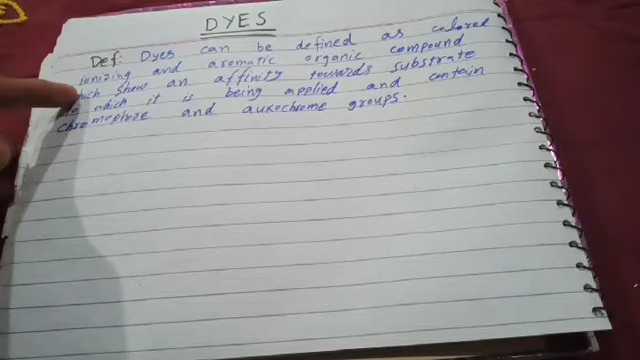 DYES
Def: Dyes can be defined as colored
ionizing and aromatic organic compound
which show an affinity towards substrate
to which it is being applied and contain
chromophore and auxochrome groups.